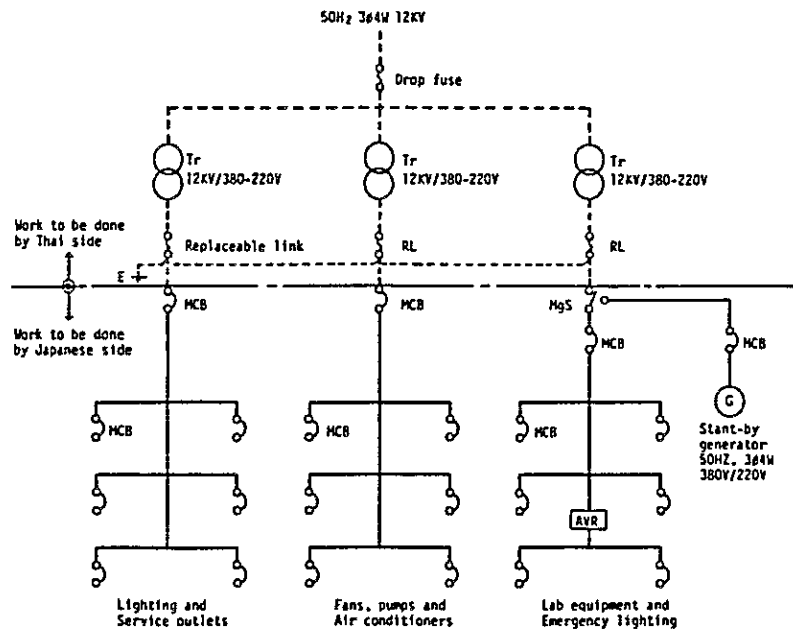 50HZ 3ø4W 12KV
Drop fuse
Tr
12KV/380-220V
Tr
12KV/380-220V
Tr
12KV/380-220V
Work to be done
by Thai side
Replaceable link
RL
RL
E
MCB
MCB
MgS
MCB
MCB
Work to be done
by Japanese side
G
MCB
MCB
MCB
Stant-by
generator
50HZ, 3ø4W
380V/220V
AVR
Lighting and
Service outlets
Fans, pumps and
Air conditioners
Lab equipment and
Emergency lighting